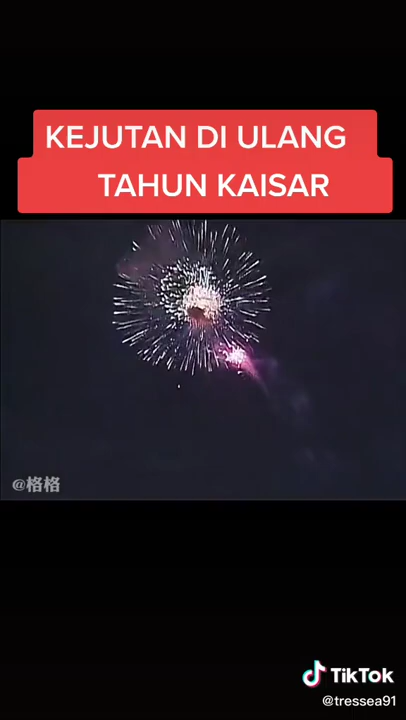 KEJUTAN DI ULANG
TAHUN KAISAR
@格格
TikTok
@tressea91